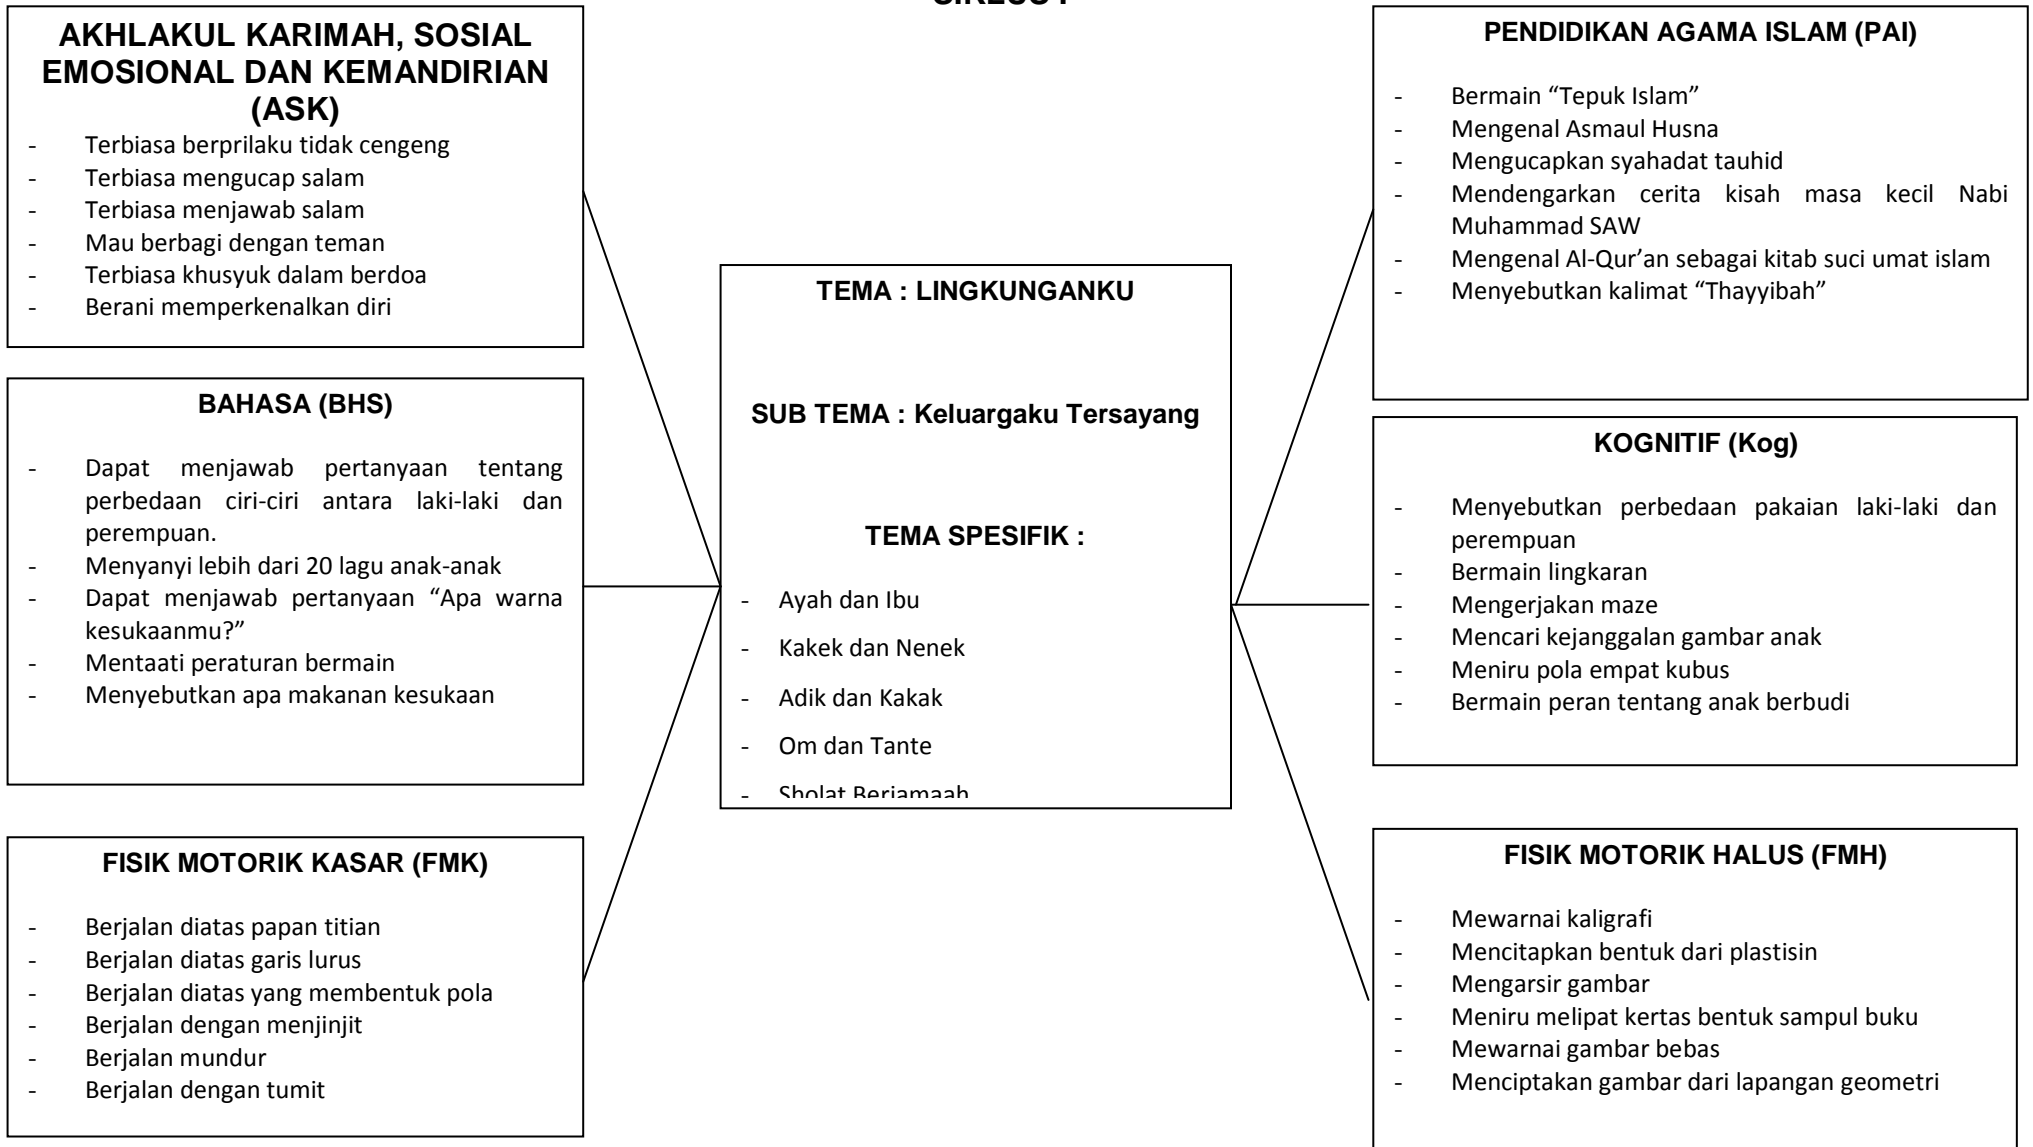 AKHLAKUL KARIMAH, SOSIAL
EMOSIONAL DAN KEMANDIRIAN
(ASK)
- Terbiasa berprilaku tidak cengeng
- Terbiasa mengucap salam
- Terbiasa menjawab salam
- Mau berbagi dengan teman
- Terbiasa khusyuk dalam berdoa
- Berani memperkenalkan diri
BAHASA (BHS)
- Dapat menjawab pertanyaan tentang
perbedaan ciri-ciri antara laki-laki dan
perempuan.
- Menyanyi lebih dari 20 lagu anak-anak
- Dapat menjawab pertanyaan “Apa warna
kesukaanmu?”
- Mentaati peraturan bermain
- Menyebutkan apa makanan kesukaan
FISIK MOTORIK KASAR (FMK)
- Berjalan diatas papan titian
- Berjalan diatas garis lurus
- Berjalan diatas yang membentuk pola
- Berjalan dengan menjinjit
- Berjalan mundur
- Berjalan dengan tumit
TEMA : LINGKUNGANKU
SUB TEMA : Keluargaku Tersayang
TEMA SPESIFIK :
- Ayah dan Ibu
- Kakek dan Nenek
- Adik dan Kakak
- Om dan Tante
- Sholat Berjamaah
PENDIDIKAN AGAMA ISLAM (PAI)
- Bermain “Tepuk Islam”
- Mengenal Asmaul Husna
- Mengucapkan syahadat tauhid
- Mendengarkan cerita kisah masa kecil Nabi
Muhammad SAW
- Mengenal Al-Qur’an sebagai kitab suci umat islam
- Menyebutkan kalimat “Thayyibah”
KOGNITIF (Kog)
- Menyebutkan perbedaan pakaian laki-laki dan
perempuan
- Bermain lingkaran
- Mengerjakan maze
- Mencari kejanggalan gambar anak
- Meniru pola empat kubus
- Bermain peran tentang anak berbudi
FISIK MOTORIK HALUS (FMH)
- Mewarnai kaligrafi
- Mencitapkan bentuk dari plastisin
- Mengarsir gambar
- Meniru melipat kertas bentuk sampul buku
- Mewarnai gambar bebas
- Menciptakan gambar dari lapangan geometri